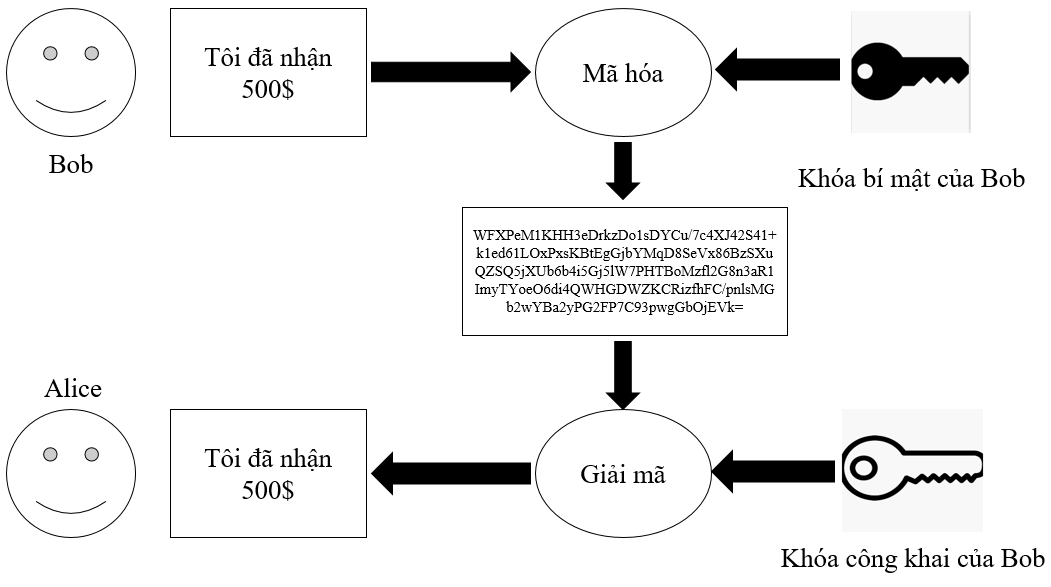 Tôi đã nhận
500$
Mã hóa
Bob
Khóa bí mật của Bob
WFXPeM1KHH3eDrkzDo1sDYCu/7c4XJ42S41+
k1ed61LOxPxsKBtEgGjbYMqD8SeVx86BzSXu
QZSQ5jXUb6b4i5Gj5lW7PHTBoMzfl2G8n3aR1
ImyTYoeO6di4QWHGDWZKCRizfhFC/pnlsMG
b2wYBa2yPG2FP7C93pwgGbOjEVk=
Alice
Tôi đã nhận
500$
Giải mã
Khóa công khai của Bob